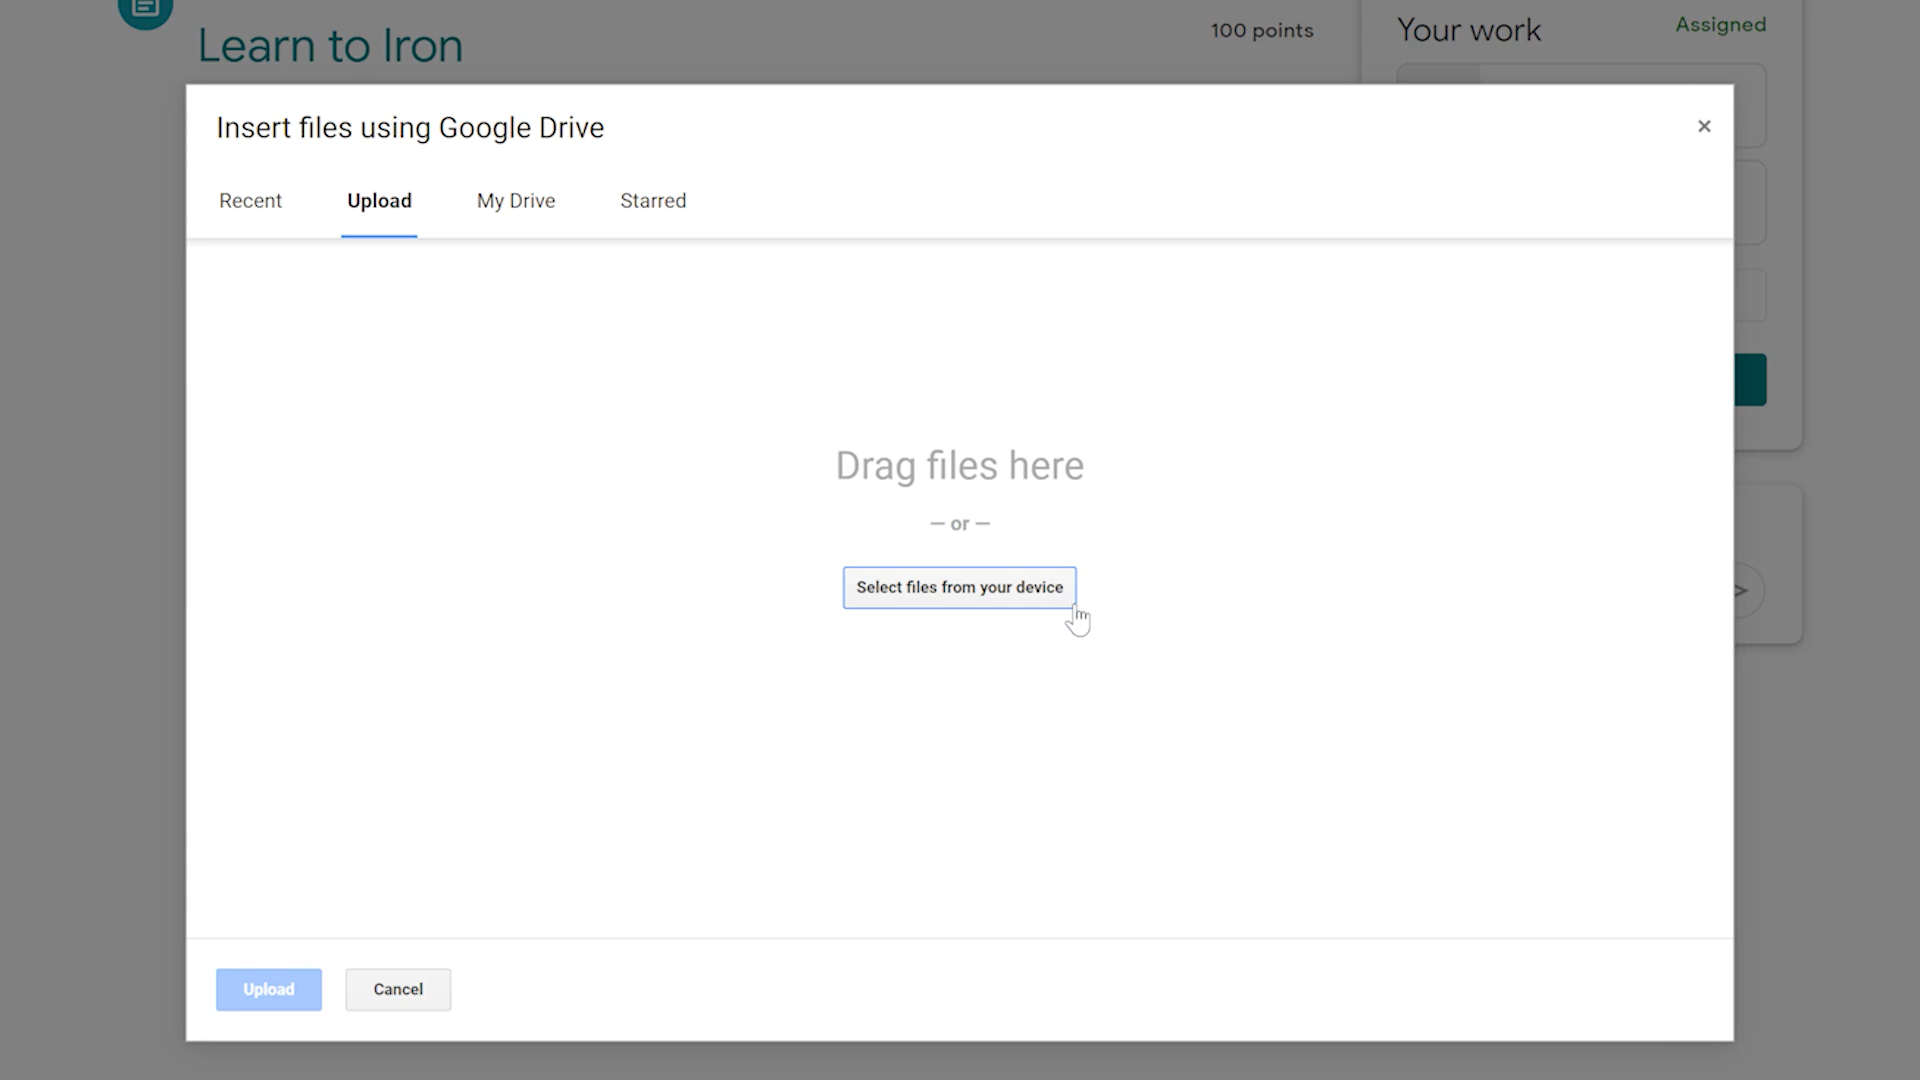 Learn to Iron
100 points
Your work
Assigned
Insert files using Google Drive
×
Recent
Upload
My Drive
Starred
Drag files here
— or —
Select files from your device
Upload
Cancel